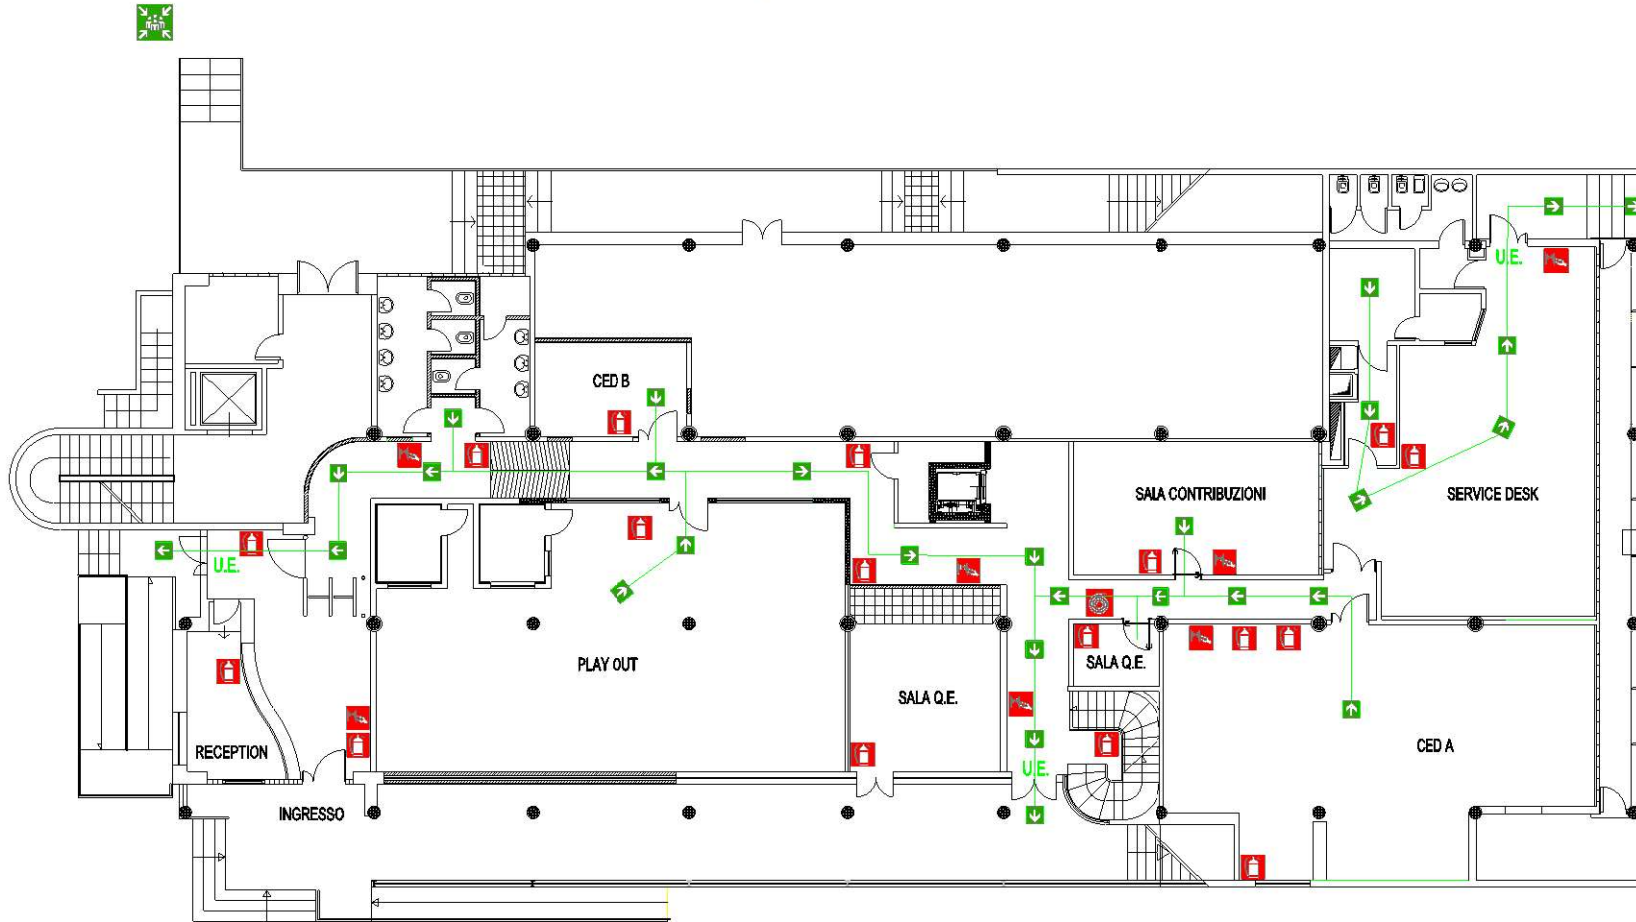 U.E.
CED B
SALA CONTRIBUZIONI
SERVICE DESK
U.E.
PLAY OUT
SALA Q.E.
SALA Q.E.
RECEPTION
CED A
U.E.
INGRESSO